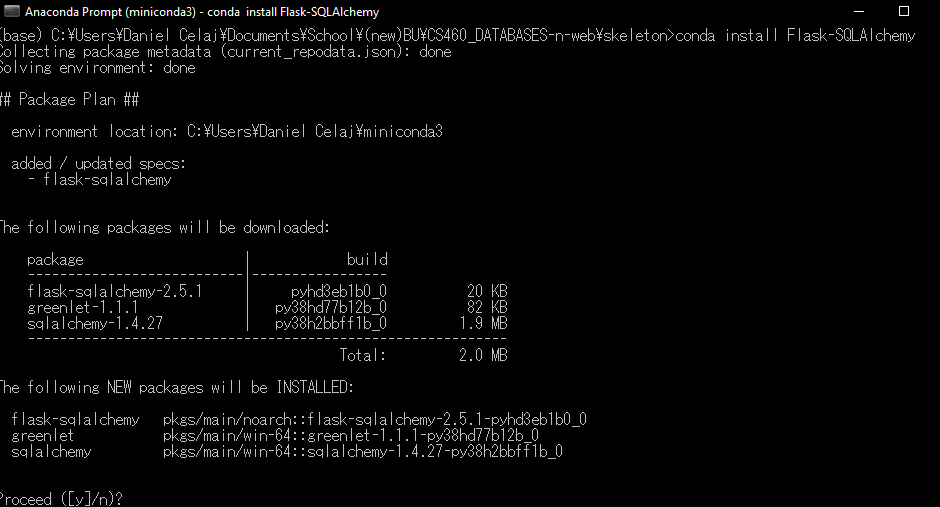 Anaconda Prompt (miniconda3) - conda install Flask-SQLAlchemy
(base) C:¥Users¥Daniel Celaj¥Documents¥School¥(new)BU¥CS460_DATABASES-n-web¥skeleton>conda install Flask-SQLAlchemy
Collecting package metadata (current_repodata.json): done
Solving environment: done
## Package Plan ##
environment location: C:¥Users¥Daniel Celaj¥miniconda3
added / updated specs:
- flask-sqlalchemy
The following packages will be downloaded:
package | build
---------------------------|-----------------
flask-sqlalchemy-2.5.1 | pyhd3eb1b0_0 20 KB
greenlet-1.1.1 | py38hd77b12b_0 82 KB
sqlalchemy-1.4.27 | py38h2bbff1b_0 1.9 MB
------------------------------------------------------------
Total: 2.0 MB
The following NEW packages will be INSTALLED:
flask-sqlalchemy pkgs/main/noarch::flask-sqlalchemy-2.5.1-pyhd3eb1b0_0
greenlet pkgs/main/win-64::greenlet-1.1.1-py38hd77b12b_0
sqlalchemy pkgs/main/win-64::sqlalchemy-1.4.27-py38h2bbff1b_0
Proceed ([y]/n)?